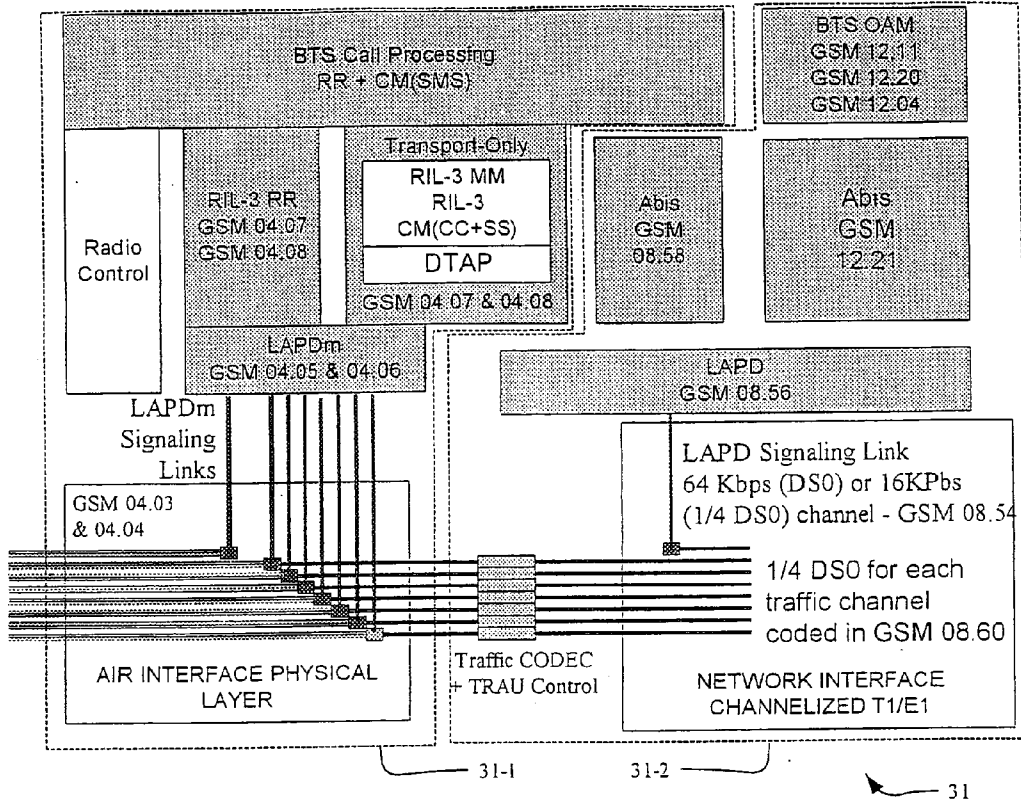 BTS Call Processing
RR + CM(SMS)
BTS OAM
GSM 12.11
GSM 12.20
GSM 12.04
Radio
Control
RIL-3 RR
GSM 04.07
GSM 04.08
Transport-Only
RIL-3 MM
RIL-3
CM(CC+SS)
DTAP
GSM 04.07 & 04.08
Abis
GSM
08.58
Abis
GSM
12.21
LAPDm
GSM 04.05 & 04.06
LAPD
GSM 08.56
LAPDm
Signaling
Links
LAPD Signaling Link
64 Kbps (DS0) or 16KPbs
(1/4 DS0) channel - GSM 08.54
GSM 04.03
& 04.04
1/4 DS0 for each
traffic channel
coded in GSM 08.60
Traffic CODEC
+ TRAU Control
AIR INTERFACE PHYSICAL
LAYER
NETWORK INTERFACE
CHANNELIZED T1/E1
31-1
31-2
31